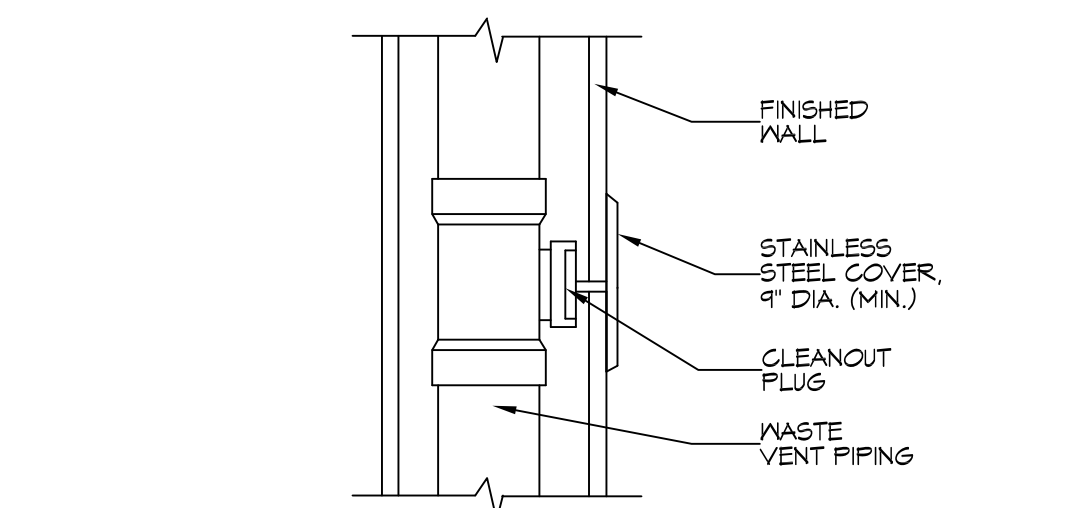 FINISHED
WALL
STAINLESS
STEEL COVER,
9" DIA. (MIN.)
CLEANOUT
PLUG
WASTE
VENT PIPING